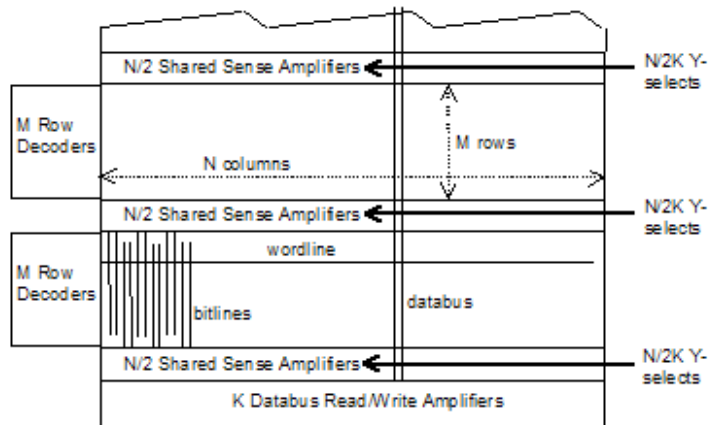 N/2 Shared Sense Amplifiers
N/2K Y-
selects
M Row
Decoders
M rows
N columns
N/2 Shared Sense Amplifiers
N/2K Y-
selects
M Row
Decoders
wordline
bitlines
databus
N/2 Shared Sense Amplifiers
N/2K Y-
selects
K Databus Read/Write Amplifiers